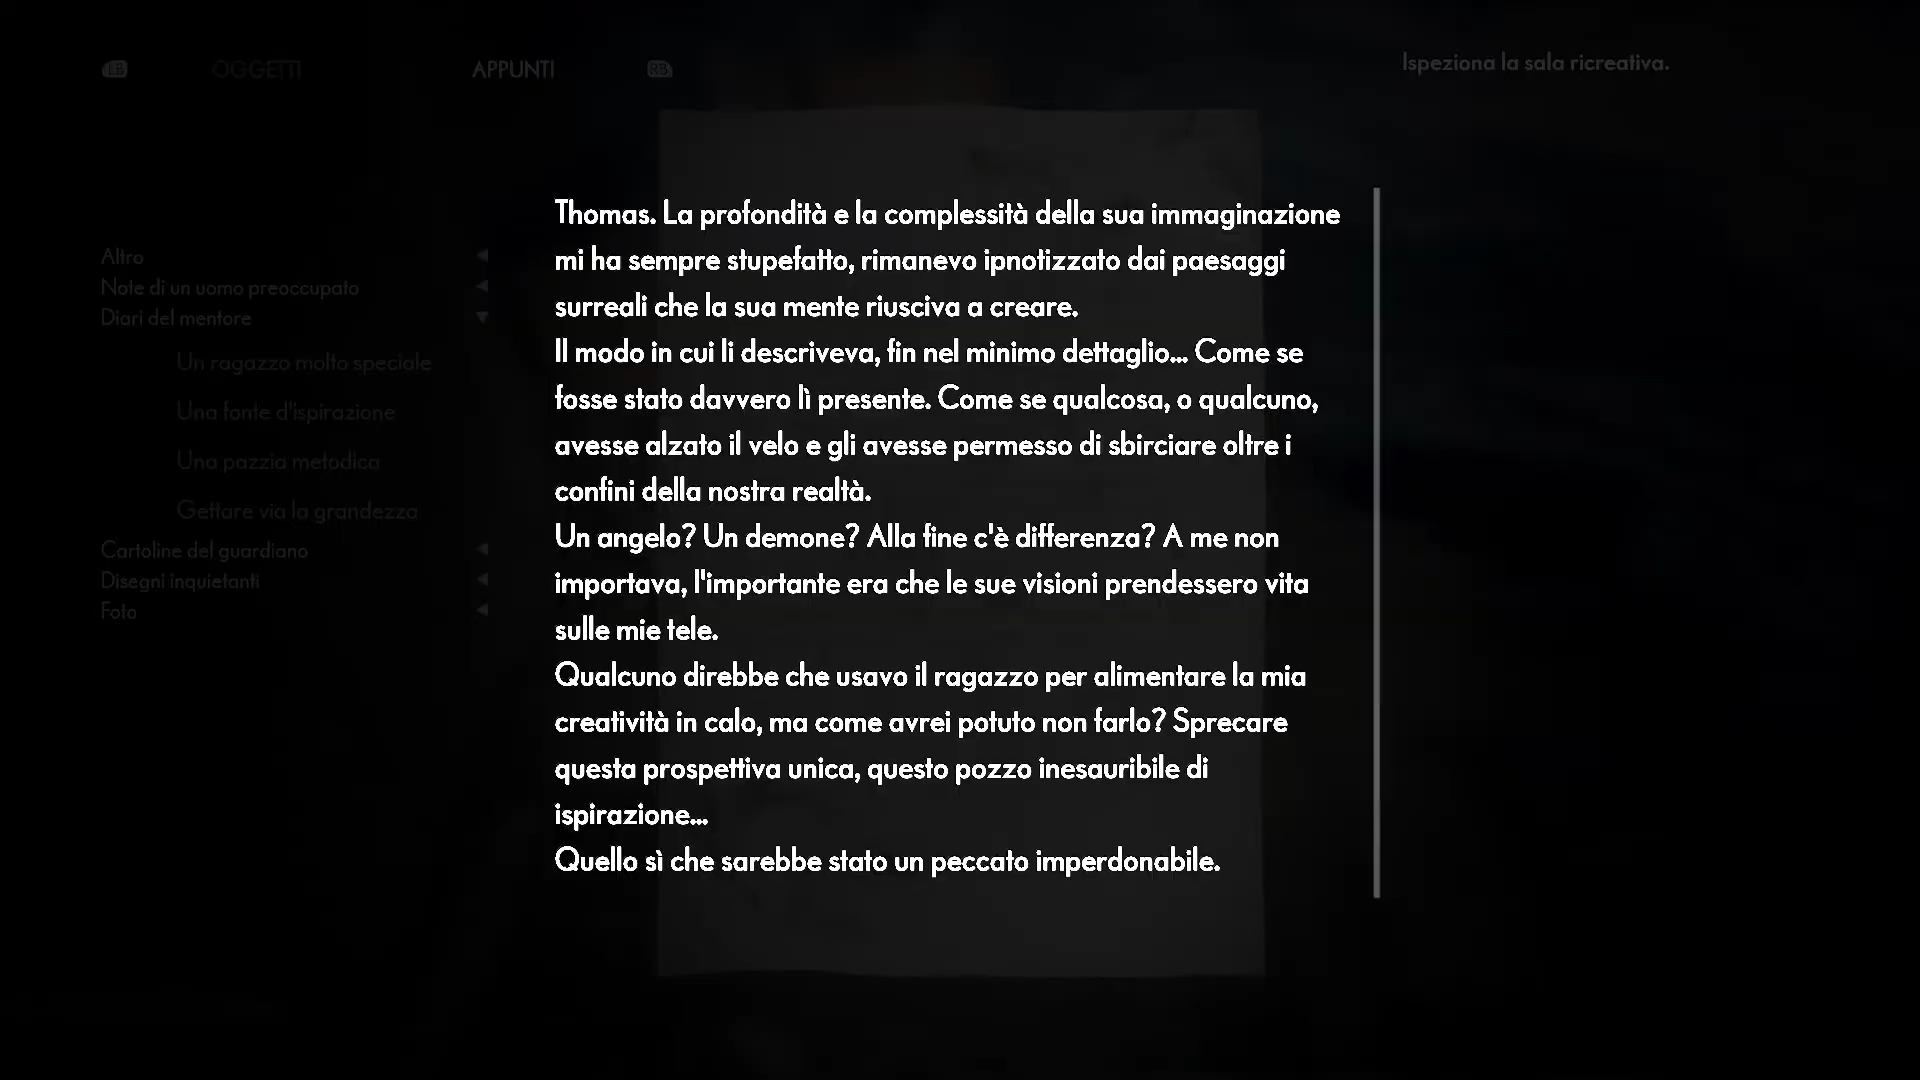 LB OGGETTI APPUNTI RB
Ispeziona la sala ricreativa.
Altro
Note di un uomo preoccupato
Diari del mentore
Un ragazzo molto speciale
Una fonte d'ispirazione
Una pazzia metodica
Gettare via la grandezza
Cartoline del guardiano
Disegni inquietanti
Foto
Thomas. La profondità e la complessità della sua immaginazione
mi ha sempre stupefatto, rimanevo ipnotizzato dai paesaggi
surreali che la sua mente riusciva a creare.
Il modo in cui li descriveva, fin nel minimo dettaglio... Come se
fosse stato davvero lì presente. Come se qualcosa, o qualcuno,
avesse alzato il velo e gli avesse permesso di sbirciare oltre i
confini della nostra realtà.
Un angelo? Un demone? Alla fine c'è differenza? A me non
importava, l'importante era che le sue visioni prendessero vita
sulle mie tele.
Qualcuno direbbe che usavo il ragazzo per alimentare la mia
creatività in calo, ma come avrei potuto non farlo? Sprecare
questa prospettiva unica, questo pozzo inesauribile di
ispirazione...
Quello sì che sarebbe stato un peccato imperdonabile.